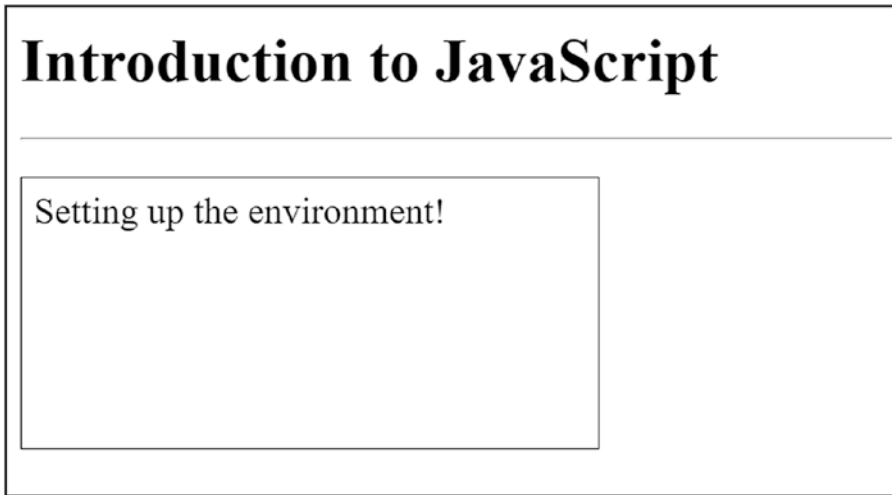 Introduction to JavaScript
Setting up the environment!